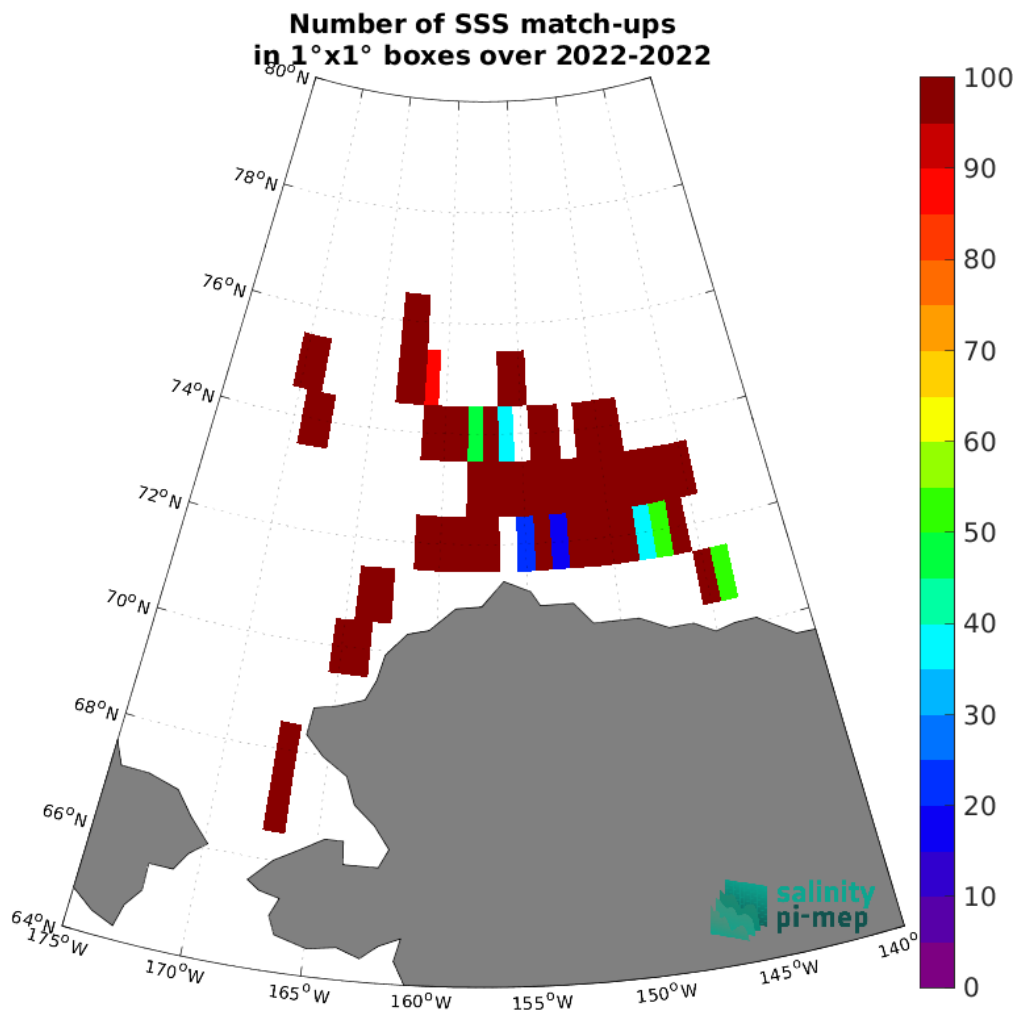 Number of SSS match-ups
in 1°x1° boxes over 2022-2022
80°N
78°N
76°N
74°N
72°N
70°N
68°N
66°N
64°N
175°W
170°W
165°W
160°W
155°W
150°W
145°W
140°
100
90
80
70
60
50
40
30
20
10
0
salinity
pi-mep